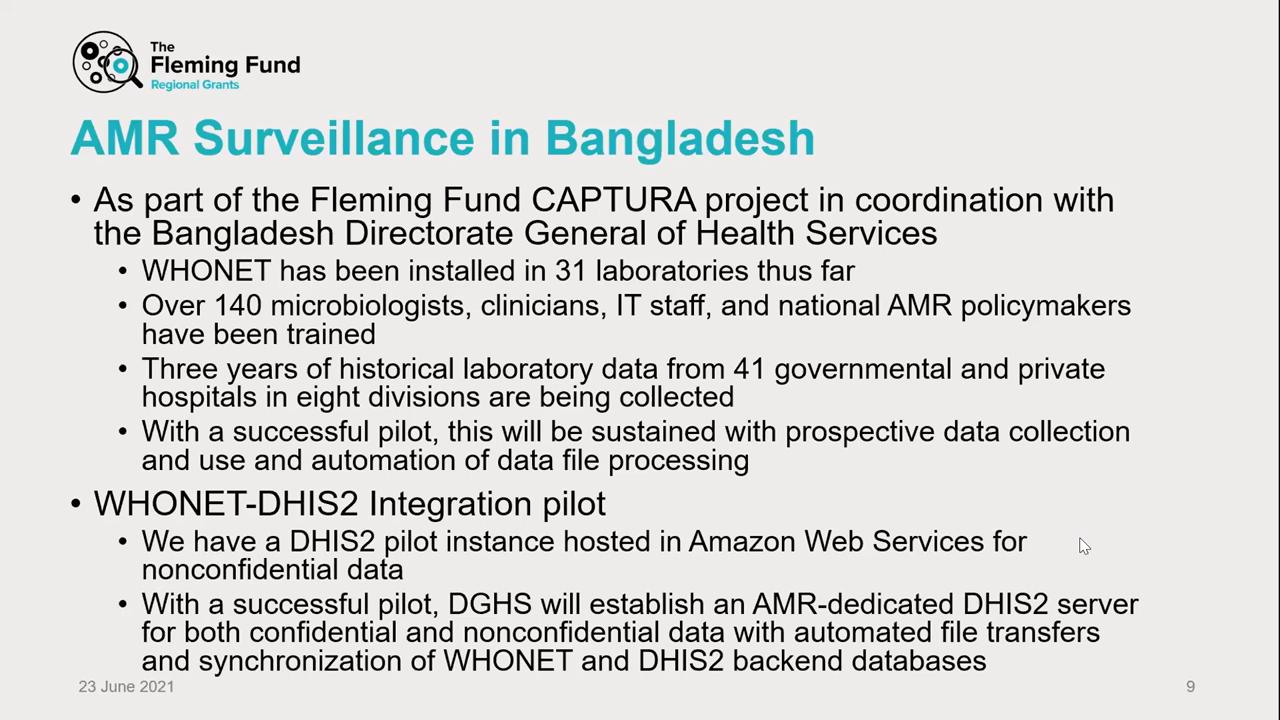 The
Fleming Fund
Regional Grants
AMR Surveillance in Bangladesh
• As part of the Fleming Fund CAPTURA project in coordination with
the Bangladesh Directorate General of Health Services
• WHONET has been installed in 31 laboratories thus far
• Over 140 microbiologists, clinicians, IT staff, and national AMR policymakers
have been trained
• Three years of historical laboratory data from 41 governmental and private
hospitals in eight divisions are being collected
• With a successful pilot, this will be sustained with prospective data collection
and use and automation of data file processing
• WHONET-DHIS2 Integration pilot
• We have a DHIS2 pilot instance hosted in Amazon Web Services for
nonconfidential data
• With a successful pilot, DGHS will establish an AMR-dedicated DHIS2 server
for both confidential and nonconfidential data with automated file transfers
and synchronization of WHONET and DHIS2 backend databases
23 June 2021
9